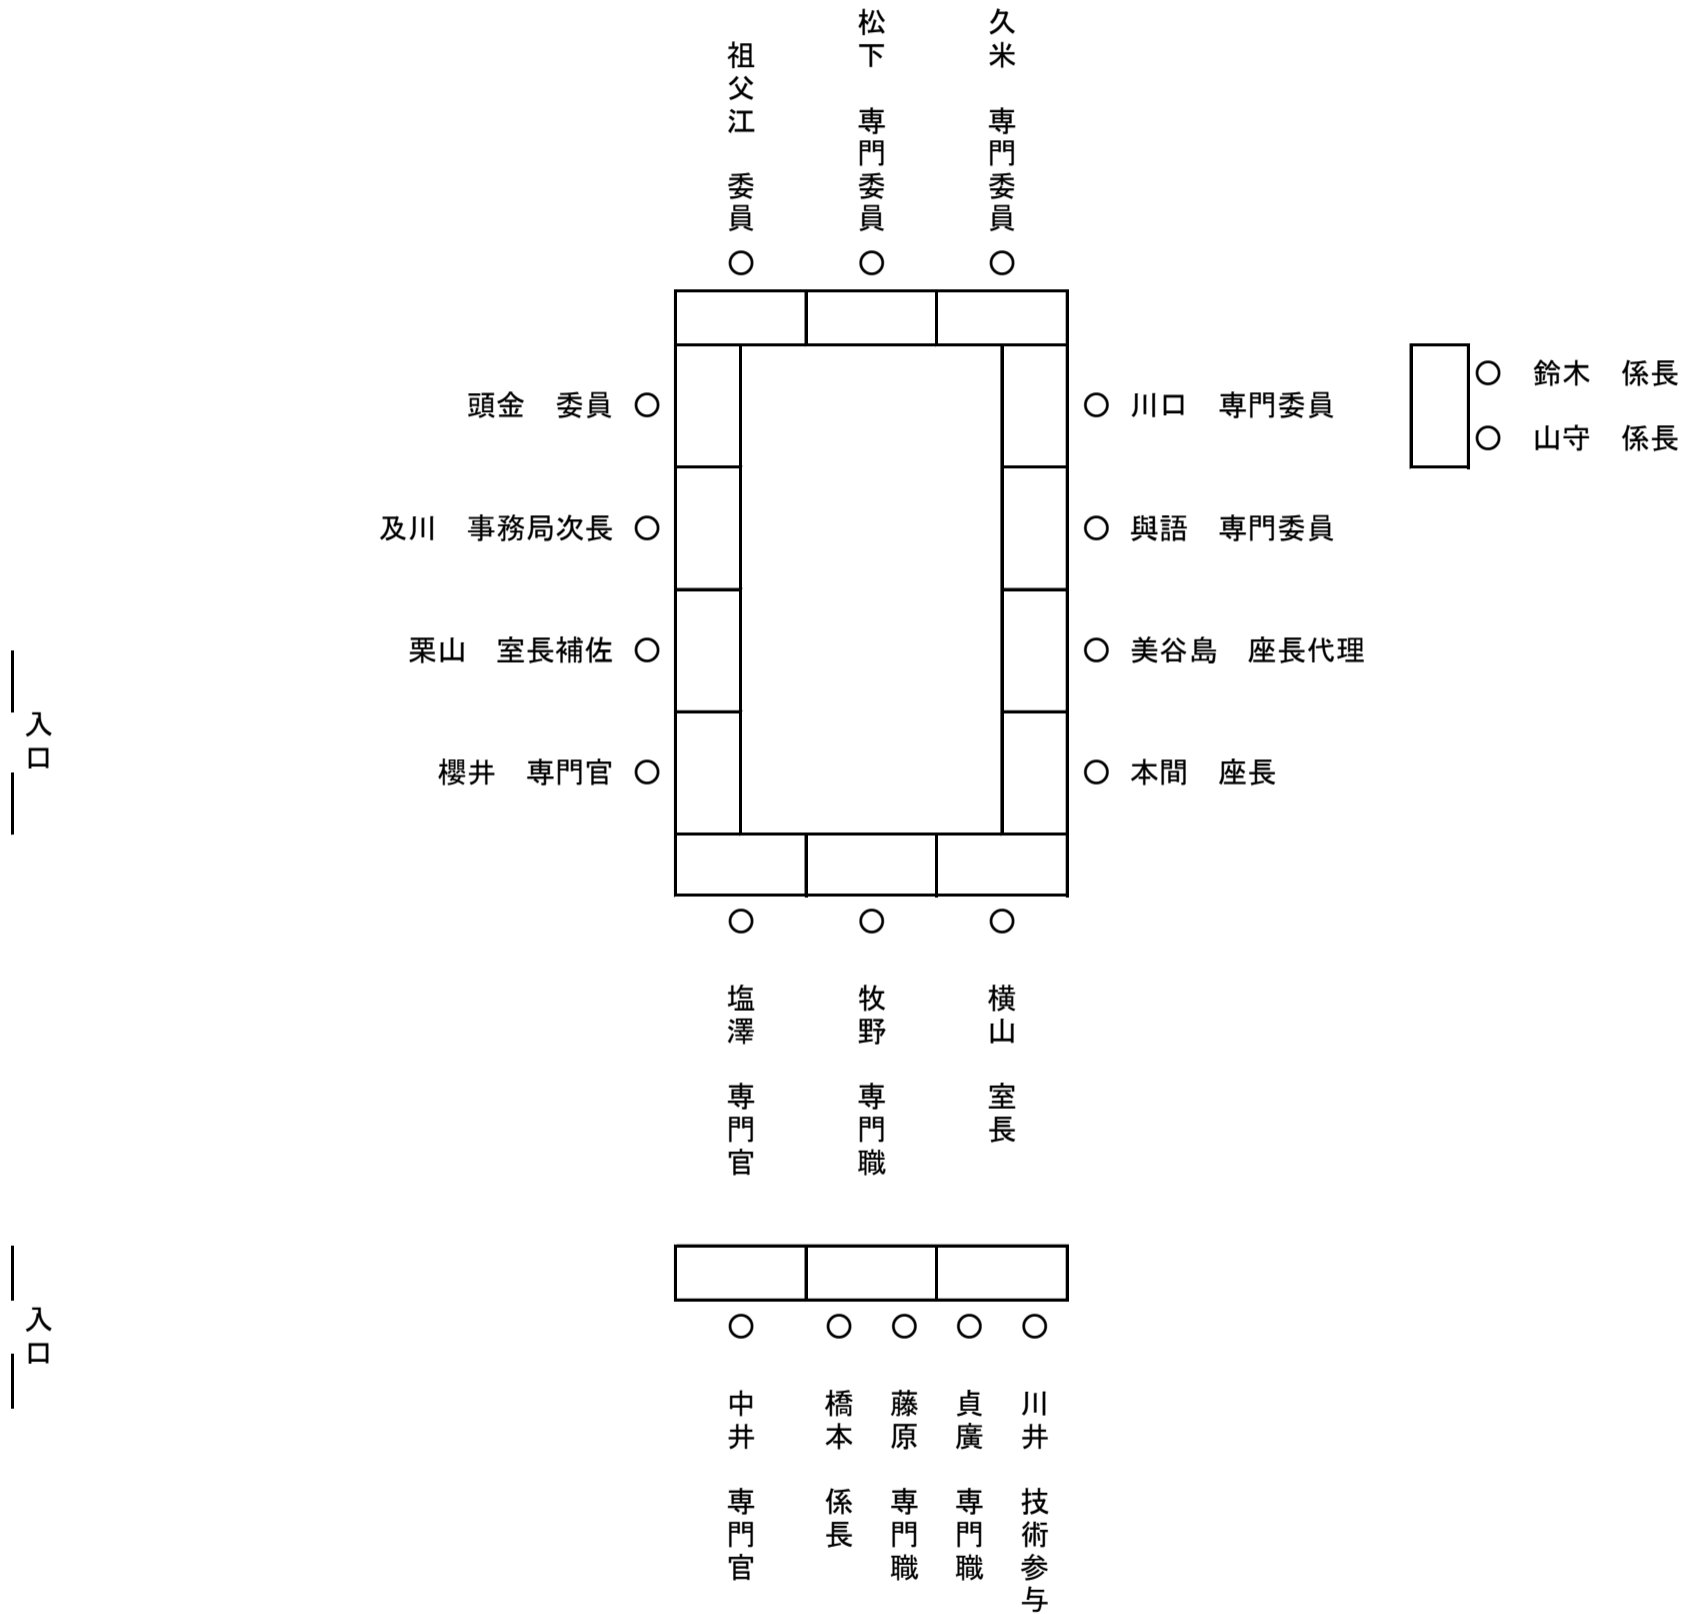 祖父江　委員
松下　専門委員
久米　専門委員
頭金　委員
川口　専門委員
鈴木　係長
山守　係長
及川　事務局次長
與語　専門委員
栗山　室長補佐
美谷島　座長代理
入口
櫻井　専門官
本間　座長
塩澤　専門官
牧野　専門職
横山　室長
入口
中井　専門官
橋本　係長
藤原　専門職
貞廣　専門職
川井　技術参与